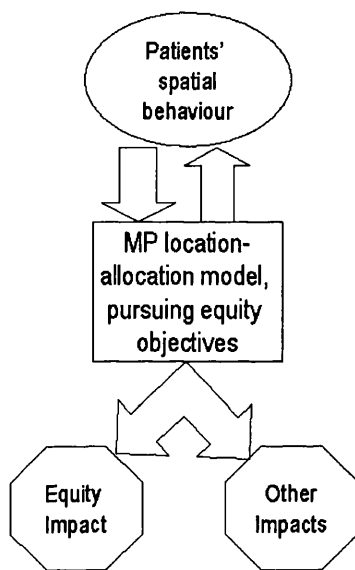 Patients'
spatial
behaviour
MP location-
allocation model,
pursuing equity
objectives
Equity
Impact
Other
Impacts